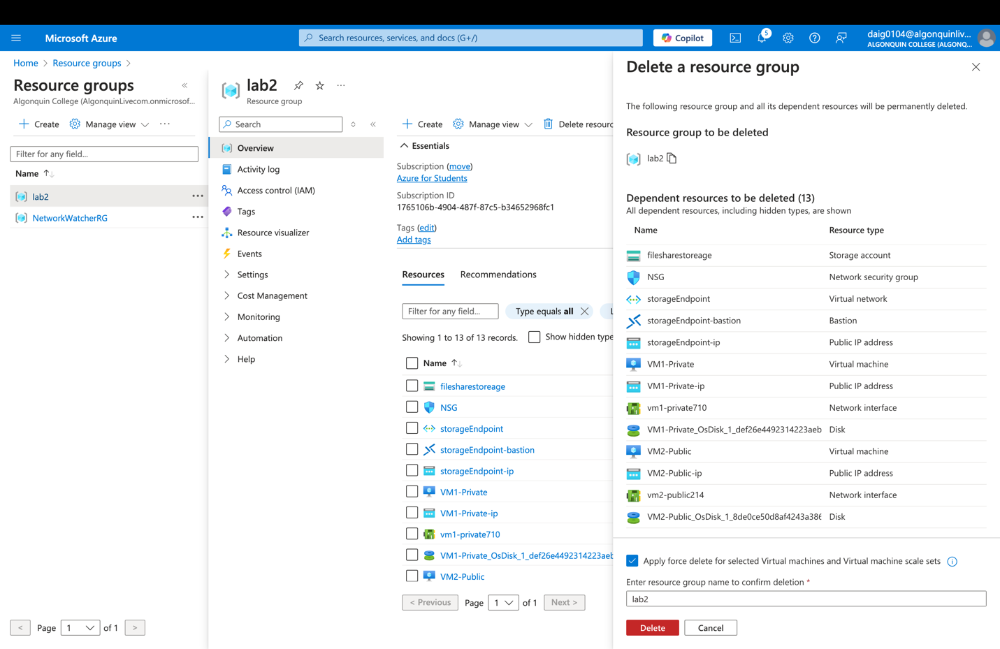 Microsoft Azure
Search resources, services, and docs (G+/)
Copilot
5
daig0104@algonquinliv...
ALGONQUIN COLLEGE (ALGONQ...
Home > Resource groups >
Resource groups
Algonquin College (AlgonquinLivecom.onmicrosof...
Create
Manage view
Filter for any field...
Name
lab2
NetworkWatcherRG
< Page 1 of 1 >
lab2
Resource group
Search
Overview
Activity log
Access control (IAM)
Tags
Resource visualizer
Events
Settings
Cost Management
Monitoring
Automation
Help
Create
Manage view
Delete resourc
Essentials
Subscription (move)
Azure for Students
Subscription ID
1765106b-4904-487f-87c5-b34652968fc1
Tags (edit)
Add tags
Resources
Recommendations
Filter for any field...
Type equals all
Showing 1 to 13 of 13 records.
Show hidden type
Name
filesharestoreage
NSG
storageEndpoint
storageEndpoint-bastion
storageEndpoint-ip
VM1-Private
VM1-Private-ip
vm1-private710
VM1-Private_OsDisk_1_def26e4492314223aeb
VM2-Public
< Previous Page 1 of 1 Next >
Delete a resource group
The following resource group and all its dependent resources will be permanently deleted.
Resource group to be deleted
lab2
Dependent resources to be deleted (13)
All dependent resources, including hidden types, are shown
Name Resource type
filesharestoreage Storage account
NSG Network security group
storageEndpoint Virtual network
storageEndpoint-bastion Bastion
storageEndpoint-ip Public IP address
VM1-Private Virtual machine
VM1-Private-ip Public IP address
vm1-private710 Network interface
VM1-Private_OsDisk_1_def26e4492314223aeb Disk
VM2-Public Virtual machine
VM2-Public-ip Public IP address
vm2-public214 Network interface
VM2-Public_OsDisk_1_8de0ce50d8af4243a386 Disk
Apply force delete for selected Virtual machines and Virtual machine scale sets
Enter resource group name to confirm deletion *
lab2
Delete
Cancel